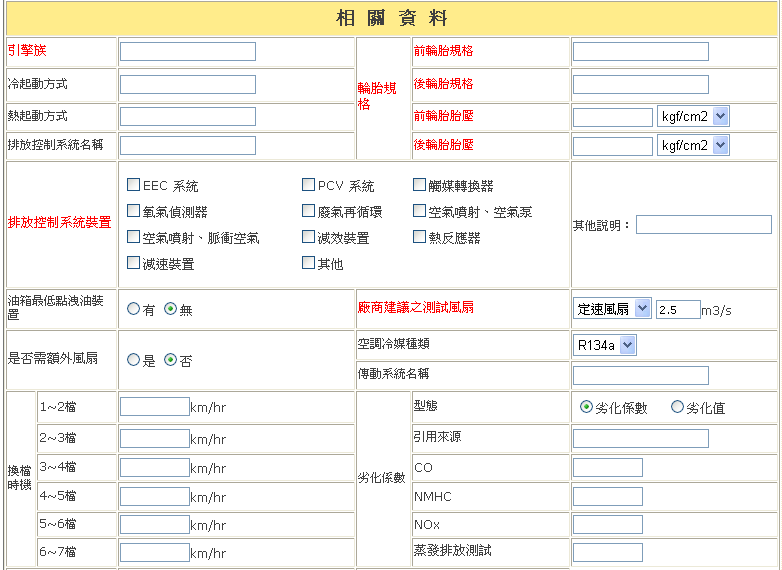 相 關 資 料
引擎族
輪胎規格
前輪胎規格
冷起動方式
後輪胎規格
熱起動方式
前輪胎胎壓
kgf/cm2
排放控制系統名稱
後輪胎胎壓
kgf/cm2
排放控制系統裝置
EEC 系統 PCV 系統 觸媒轉換器
氧氣偵測器 廢氣再循環 空氣噴射、空氣泵
空氣噴射、脈衝空氣 減效裝置 熱反應器
減速裝置 其他
其他說明：
油箱最低點洩油裝置
有 無
廠商建議之測試風扇
定速風扇 2.5 m3/s
是否需額外風扇
是 否
空調冷媒種類
R134a
傳動系統名稱
換檔時機
1~2檔
km/hr
劣化係數
型態
劣化係數 劣化值
2~3檔
km/hr
引用來源
3~4檔
km/hr
CO
4~5檔
km/hr
NMHC
5~6檔
km/hr
NOx
6~7檔
km/hr
蒸發排放測試